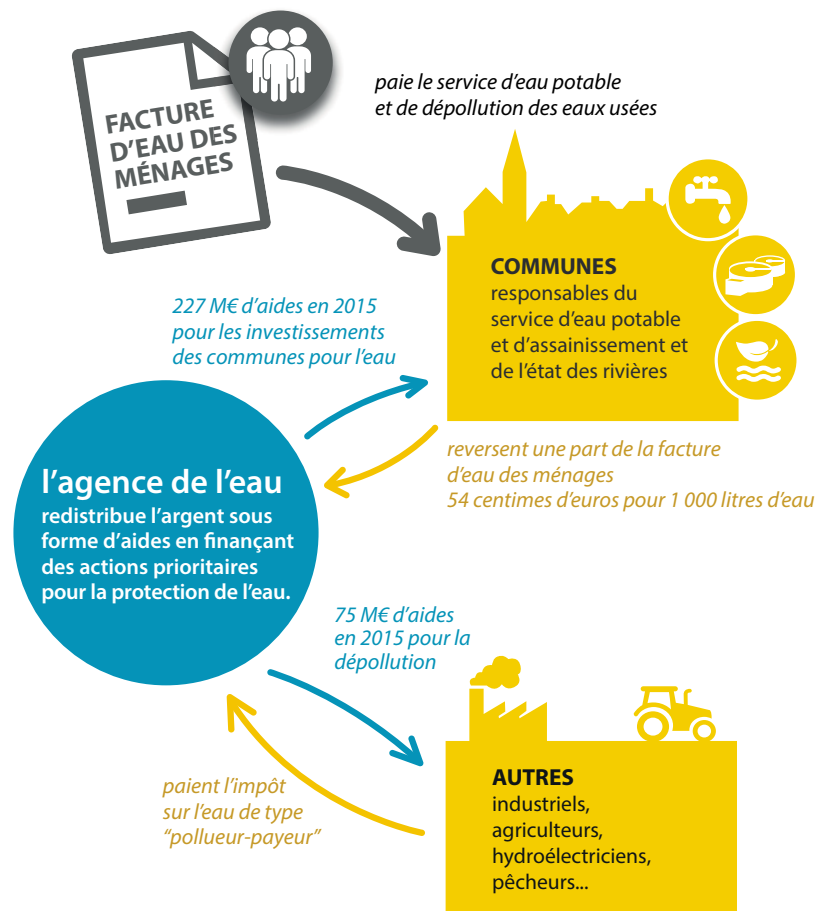 FACTURE
D'EAU DES
MÉNAGES
paie le service d'eau potable
et de dépollution des eaux usées
COMMUNES
responsables du
service d'eau potable
et d'assainissement et
de l'état des rivières
227 M€ d'aides en 2015
pour les investissements
des communes pour l'eau
reversent une part de la facture
d'eau des ménages
54 centimes d'euros pour 1 000 litres d'eau
l'agence de l'eau
redistribue l'argent sous
forme d'aides en finançant
des actions prioritaires
pour la protection de l'eau.
75 M€ d'aides
en 2015 pour la
dépollution
paient l'impôt
sur l'eau de type
“pollueur-payeur”
AUTRES
industriels,
agriculteurs,
hydroélectriciens,
pêcheurs...